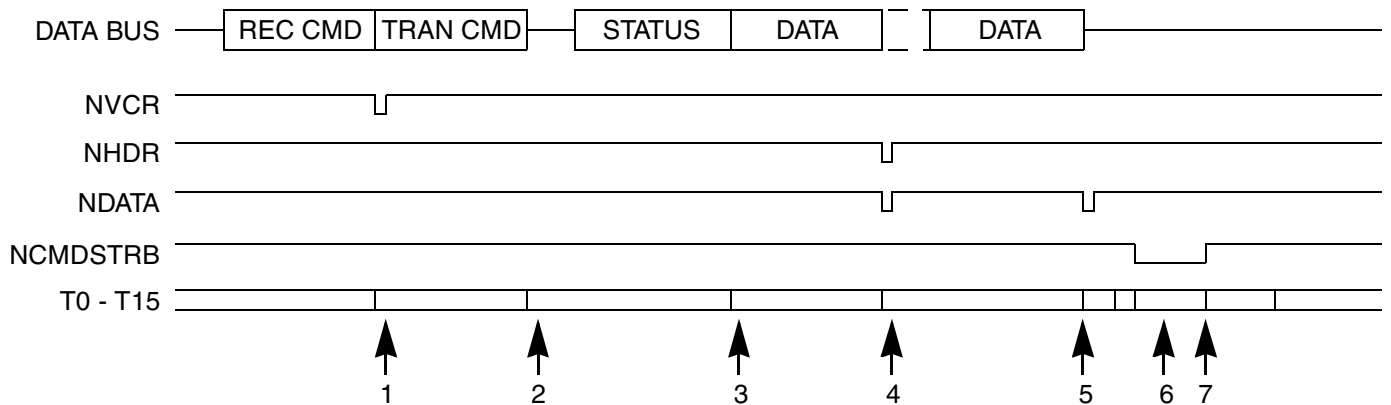 DATA BUS REC CMD TRAN CMD STATUS DATA DATA
NVCR
NHDR
NDATA
NCMDSTRB
T0 - T15
1 2 3 4 5 6 7